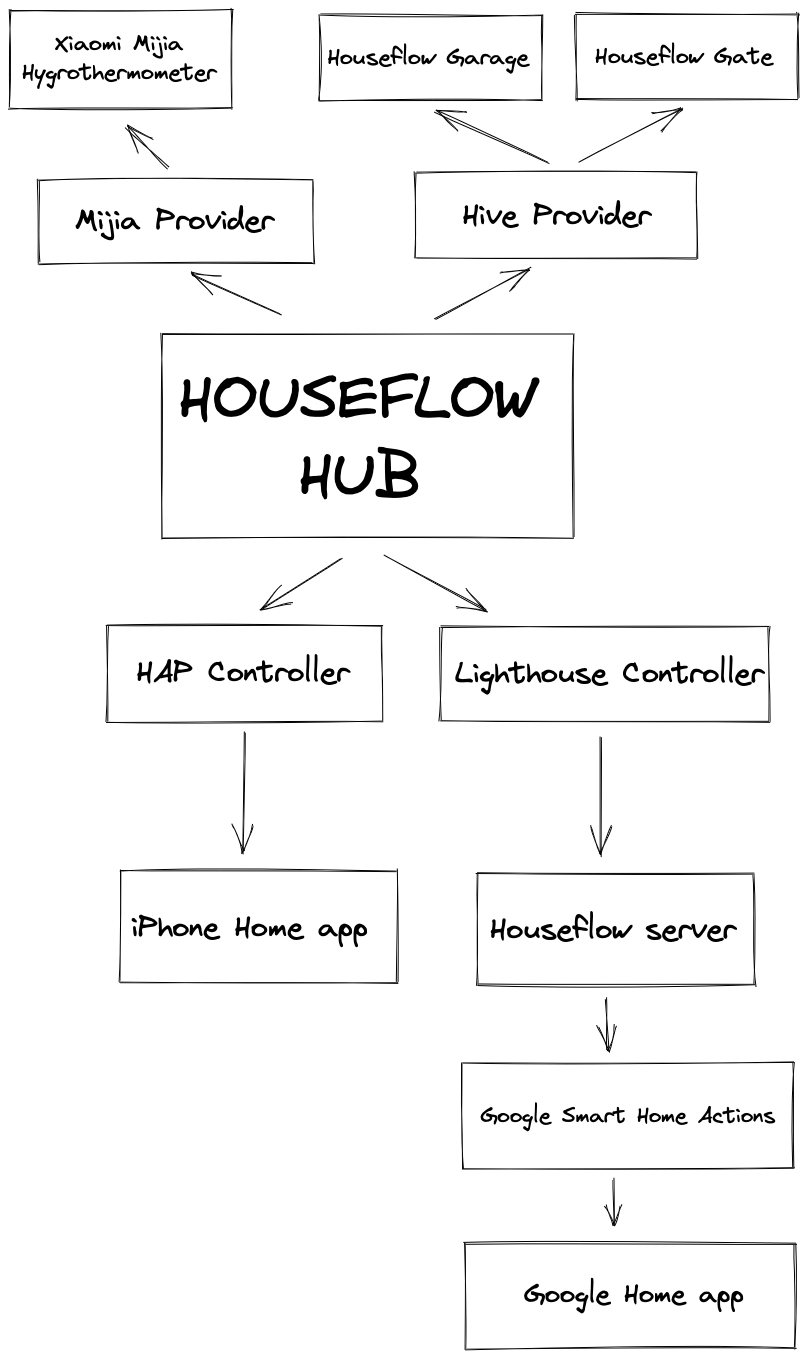 Xiaomi Mijia
Hygrothermometer
Houseflow Garage
Houseflow Gate
Mijia Provider
Hive Provider
HOUSEFLOW
HUB
HAP Controller
Lighthouse Controller
iPhone Home app
Houseflow server
Google Smart Home Actions
Google Home app